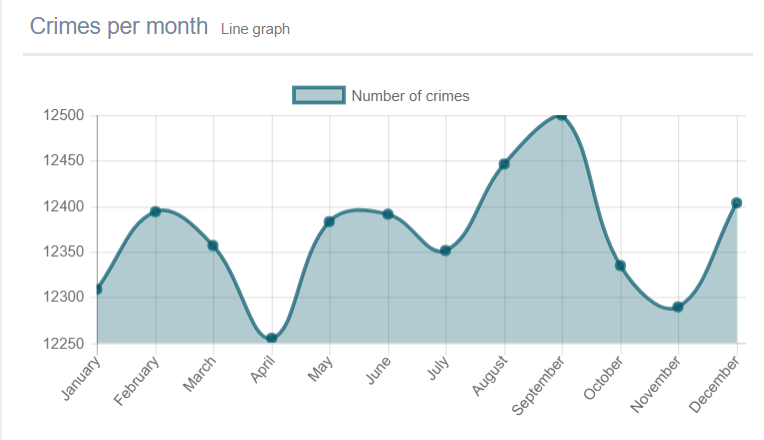 Crimes per month Line graph
Number of crimes
12500
12450
12400
12350
12300
12250
January
February
March
April
May
June
July
August
September
October
November
December